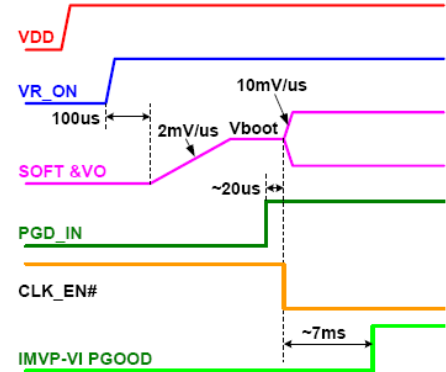 VDD
VR_ON
10mV/us
100us
2mV/us
Vboot
SOFT &VO
~20us
PGD_IN
CLK_EN#
~7ms
IMVP-VI PGOOD